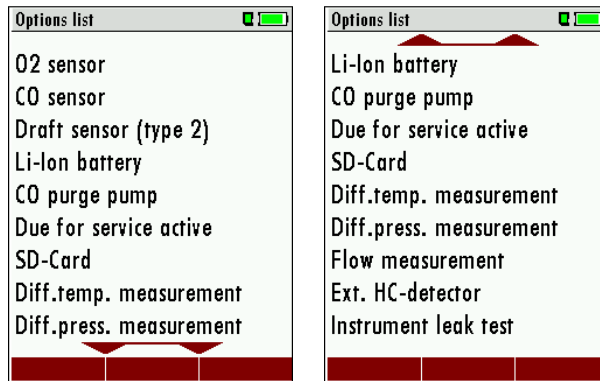 Options list
O2 sensor
CO sensor
Draft sensor (type 2)
Li-Ion battery
CO purge pump
Due for service active
SD-Card
Diff.temp. measurement
Diff.press. measurement
Options list
Li-Ion battery
CO purge pump
Due for service active
SD-Card
Diff.temp. measurement
Diff.press. measurement
Flow measurement
Ext. HC-detector
Instrument leak test